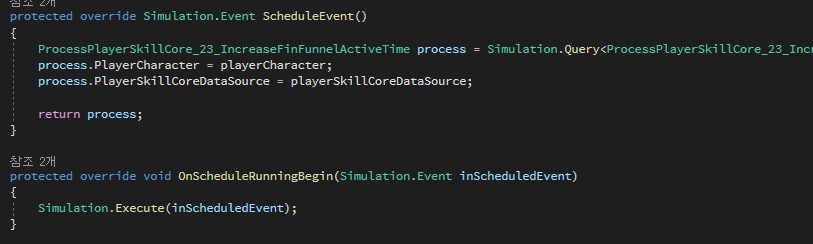 참조 2개
protected override Simulation.Event ScheduleEvent()
{
ProcessPlayerSkillCore_23_IncreaseFinFunnelActiveTime process = Simulation.Query<ProcessPlayerSkillCore_23_Incr
process.PlayerCharacter = playerCharacter;
process.PlayerSkillCoreDataSource = playerSkillCoreDataSource;
return process;
}
참조 2개
protected override void OnScheduleRunningBegin(Simulation.Event inScheduledEvent)
{
Simulation.Execute(inScheduledEvent);
}